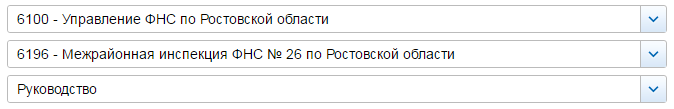 6100 - Управление ФНС по Ростовской области
6196 - Межрайонная инспекция ФНС № 26 по Ростовской области
Руководство